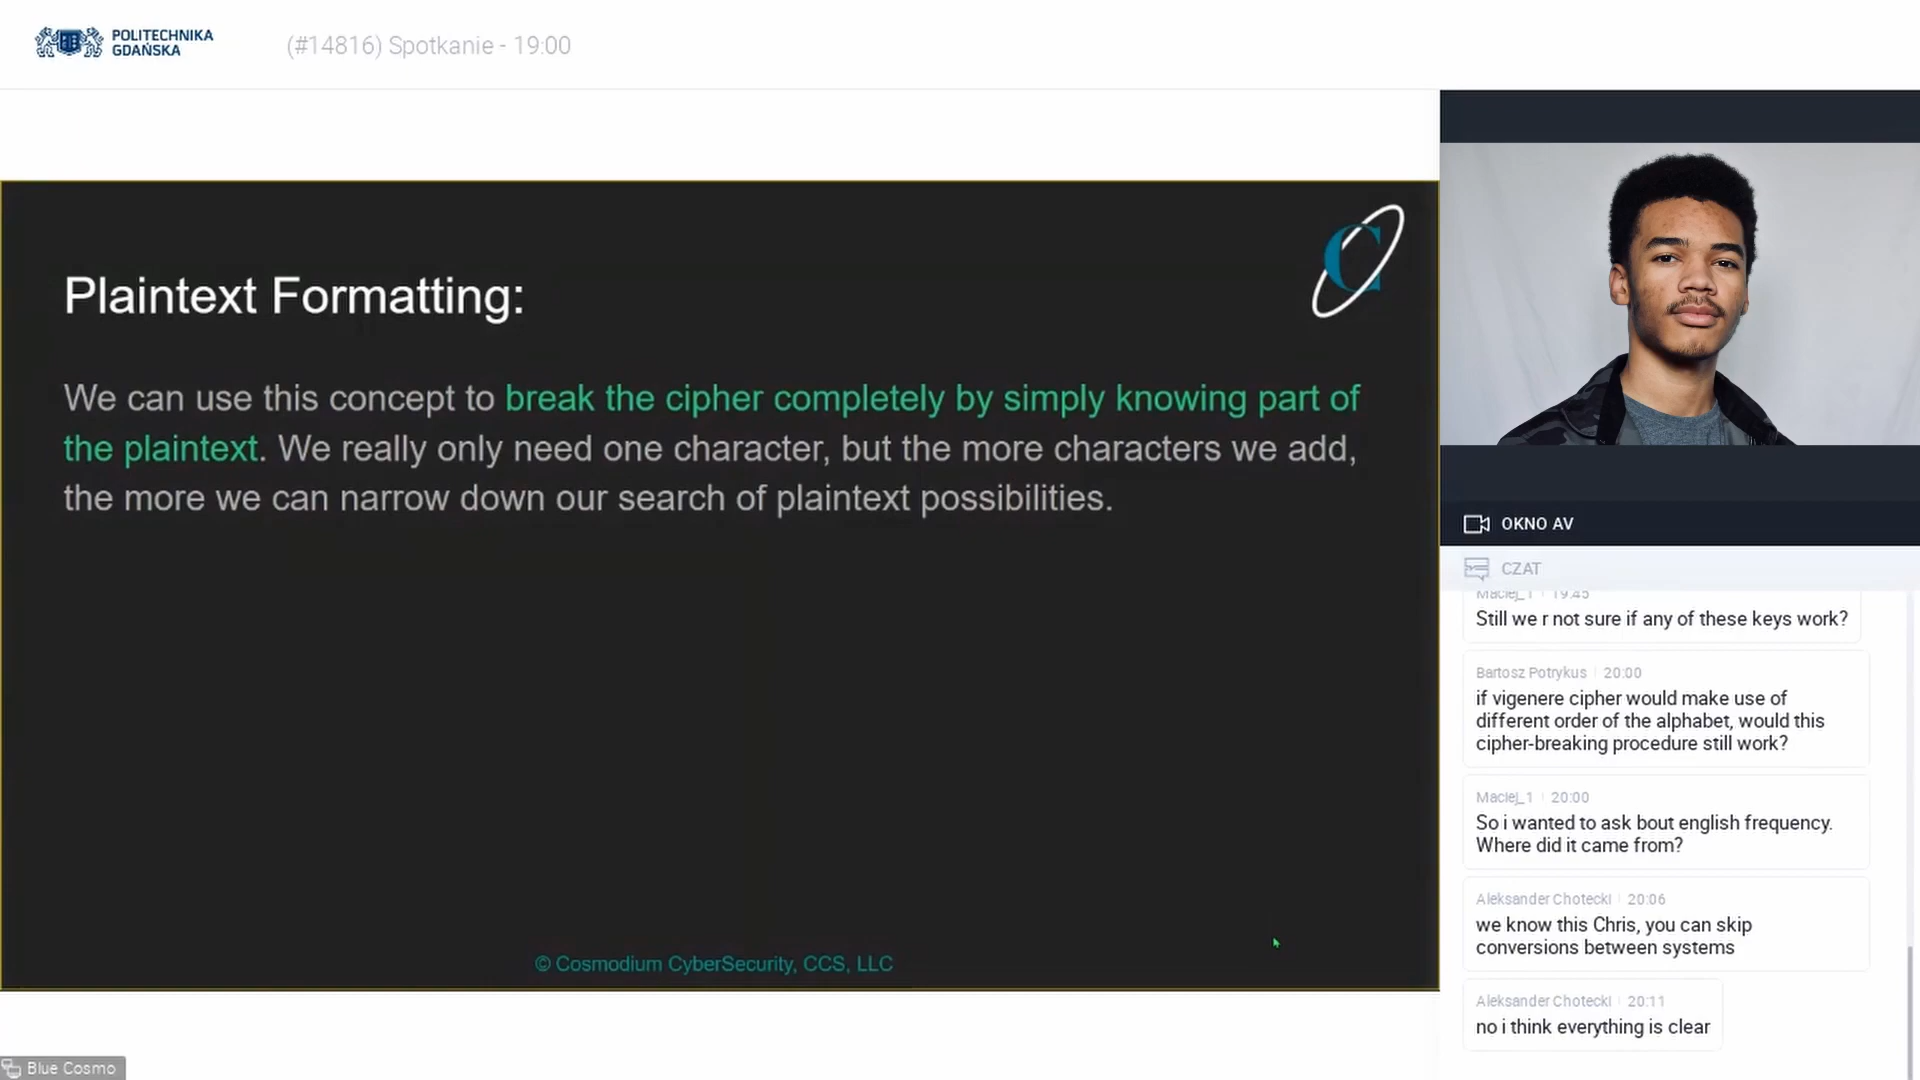 POLITECHNIKA
GDAŃSKA
(#14816) Spotkanie - 19:00
Plaintext Formatting:
We can use this concept to break the cipher completely by simply knowing part of
the plaintext. We really only need one character, but the more characters we add,
the more we can narrow down our search of plaintext possibilities.
© Cosmodium CyberSecurity, CCS, LLC
Blue Cosmo
OKNO AV
CZAT
Maciej_1 19:45
Still we r not sure if any of these keys work?
Bartosz Potrykus 20:00
if vigenere cipher would make use of
different order of the alphabet, would this
cipher-breaking procedure still work?
Maciej_1 20:00
So i wanted to ask bout english frequency.
Where did it came from?
Aleksander Chotecki 20:06
we know this Chris, you can skip
conversions between systems
Aleksander Chotecki 20:11
no i think everything is clear